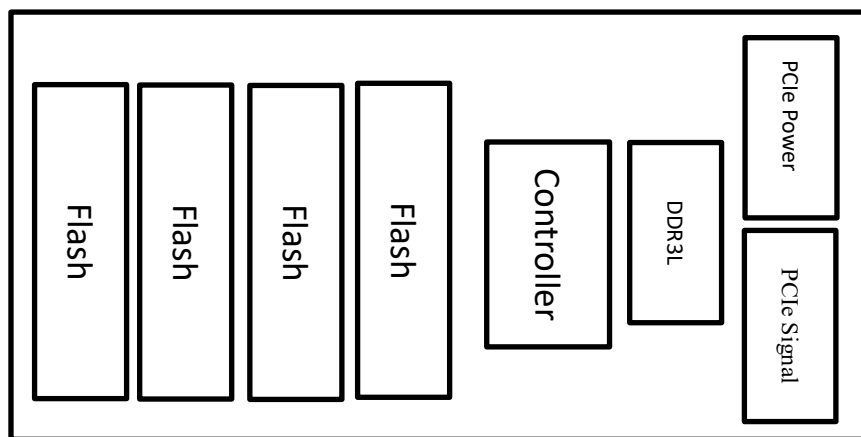 Flash
Flash
Flash
Flash
Controller
DDR3L
PCIe Power
PCIe Signal